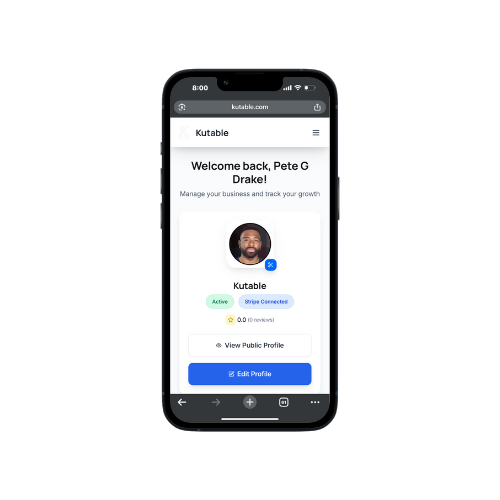 8:00
kutable.com
Kutable
Welcome back, Pete G
Drake!
Manage your business and track your growth
Kutable
Active
Stripe Connected
0.0 (0 reviews)
View Public Profile
Edit Profile